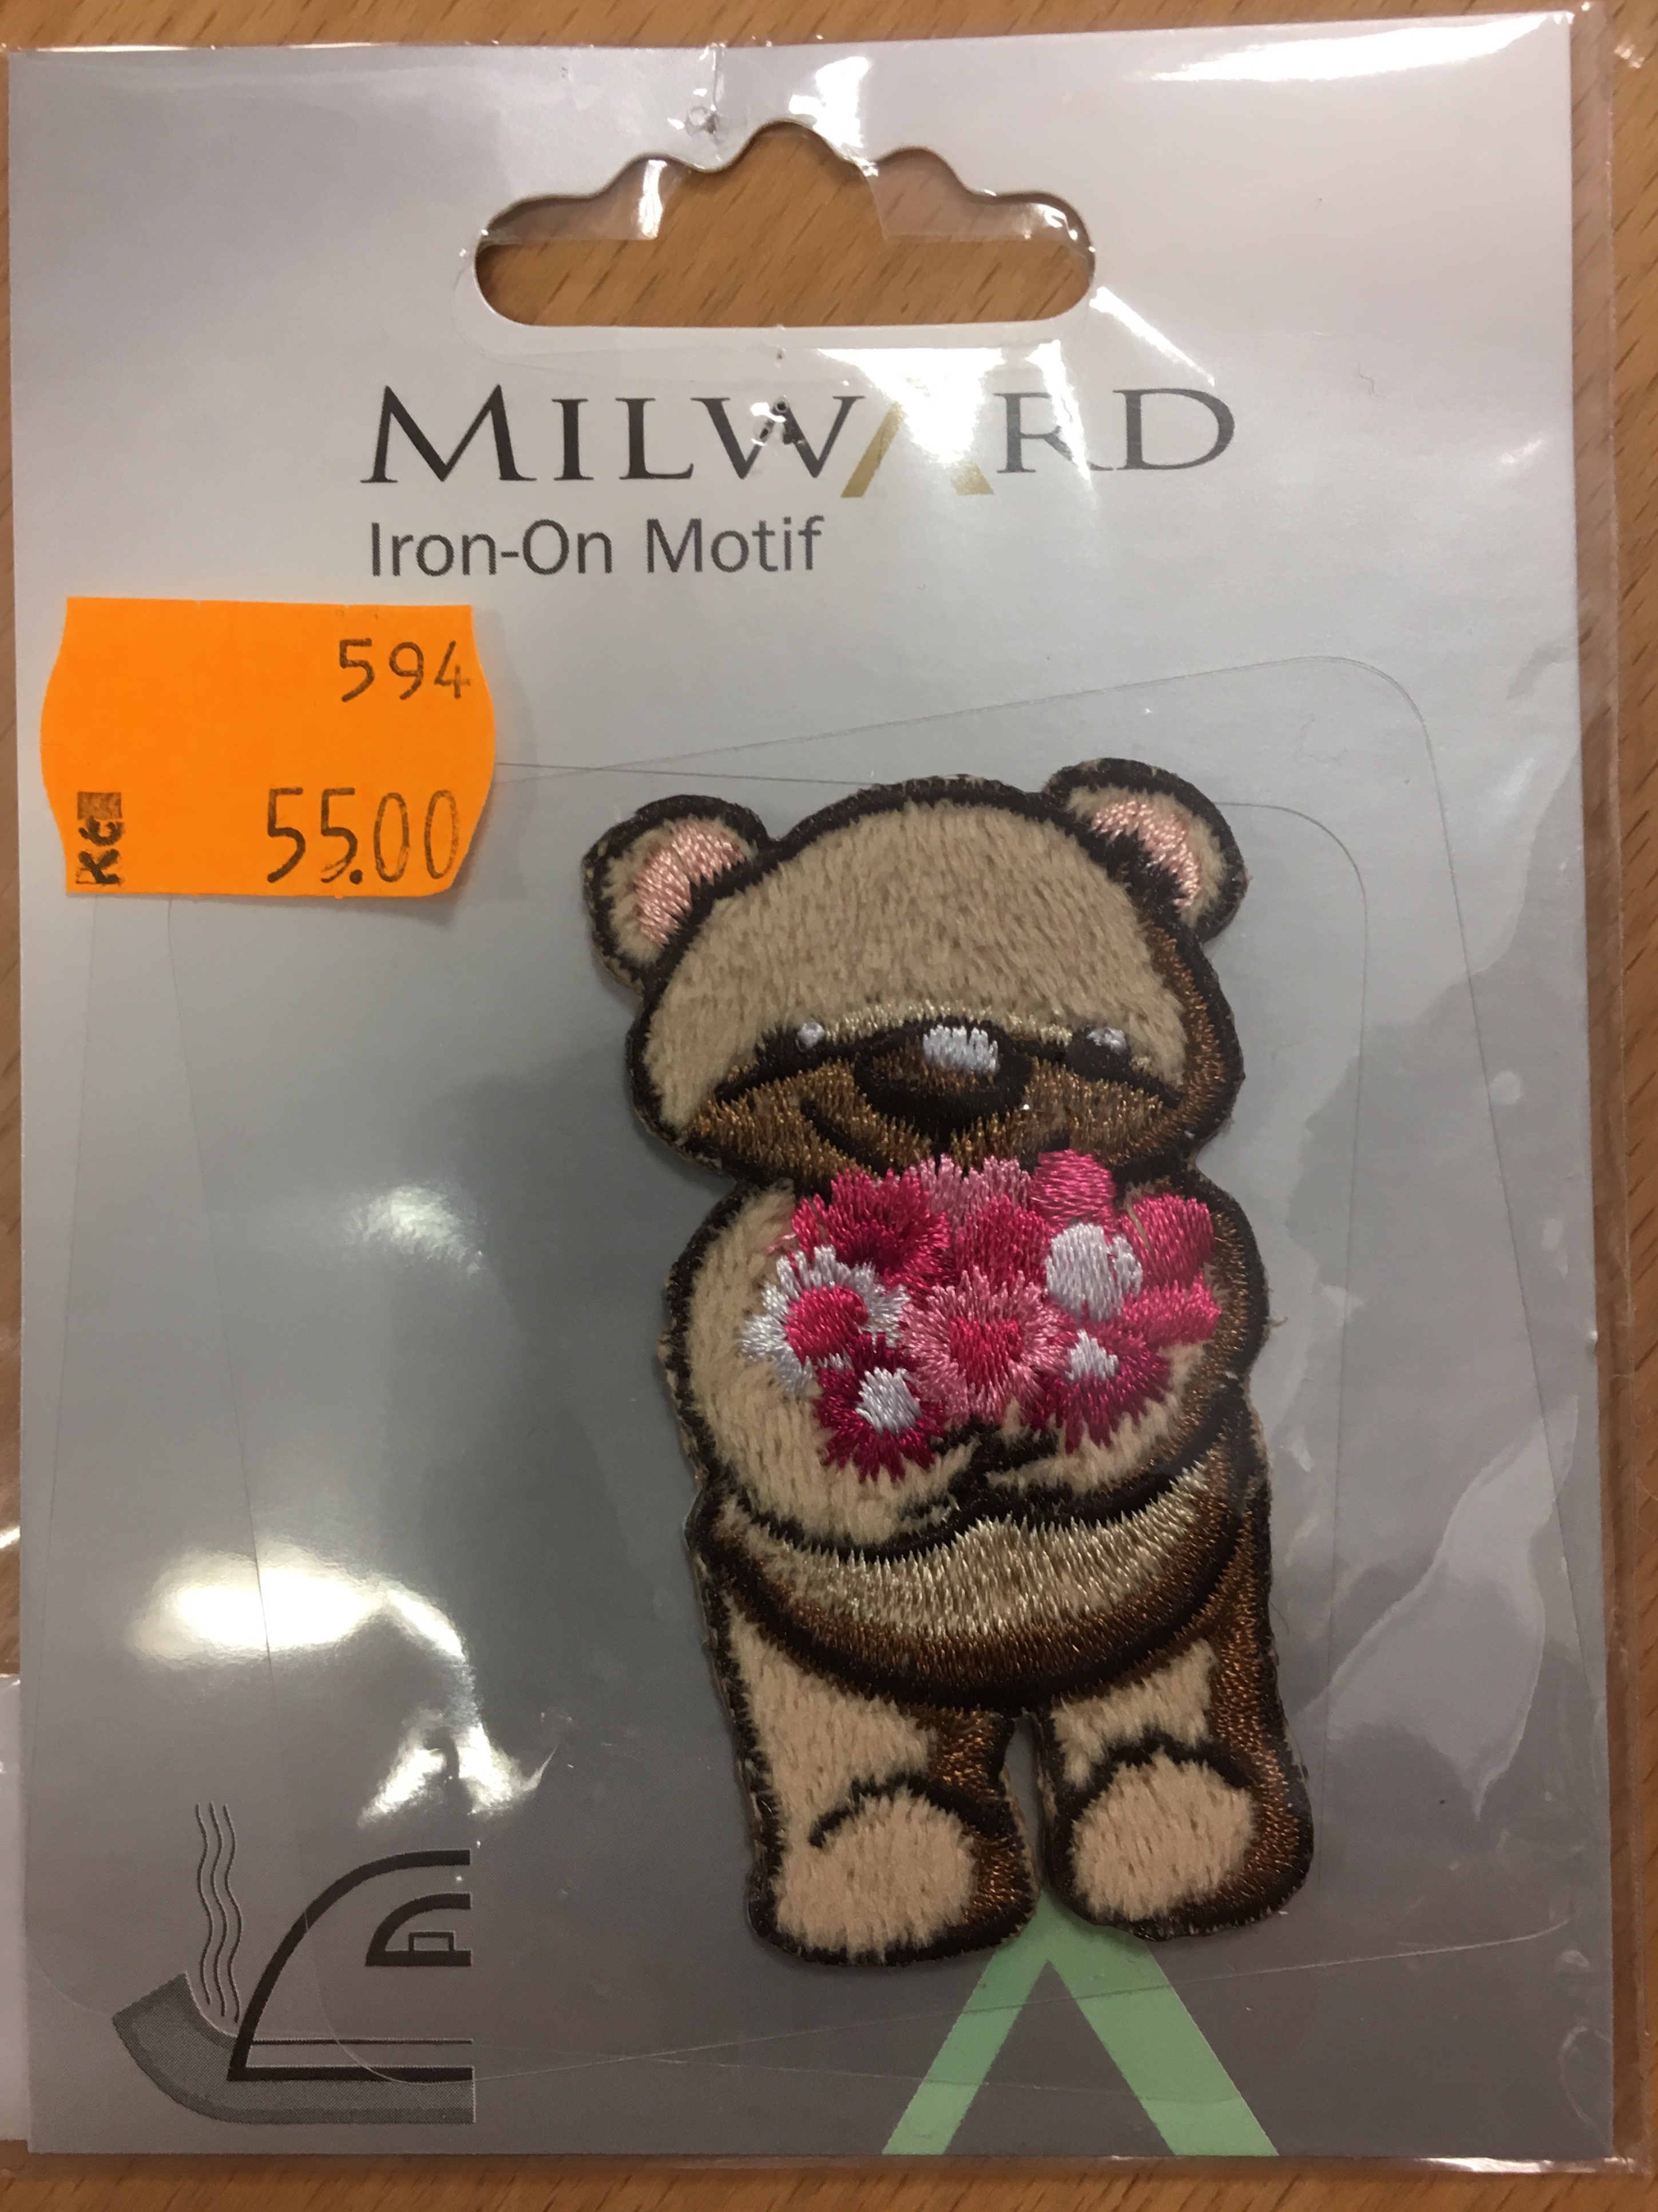 MILWARD
Iron-On Motif
594
Kč 55.00